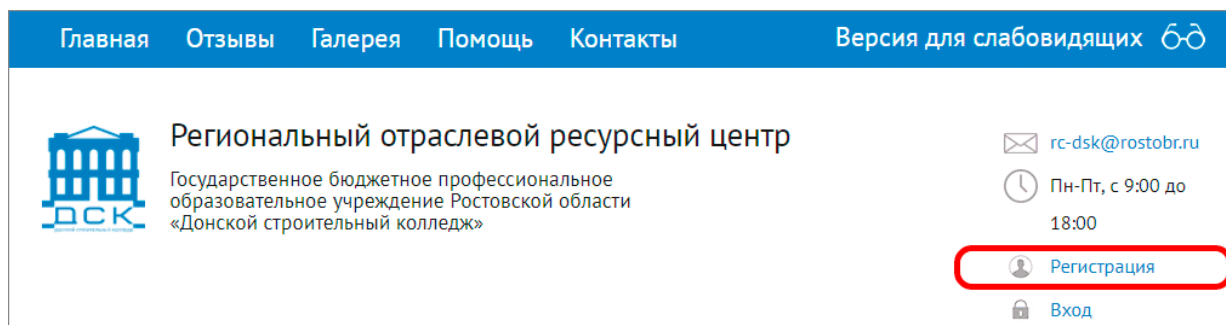 Главная Отзывы Галерея Помощь Контакты Версия для слабовидящих
Региональный отраслевой ресурсный центр
Государственное бюджетное профессиональное
образовательное учреждение Ростовской области
«Донской строительный колледж»
ДСК
rc-dsk@rostobr.ru
Пн-Пт, с 9:00 до
18:00
Регистрация
Вход